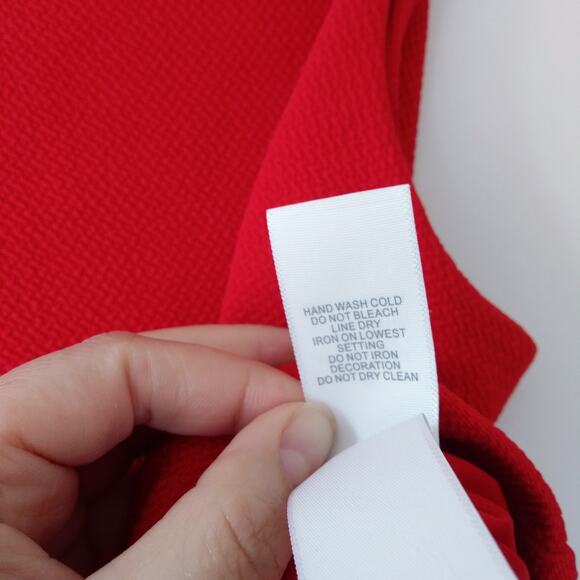 HAND WASH COLD
DO NOT BLEACH
LINE DRY
IRON ON LOWEST
SETTING
DO NOT IRON
DECORATION
DO NOT DRY CLEAN